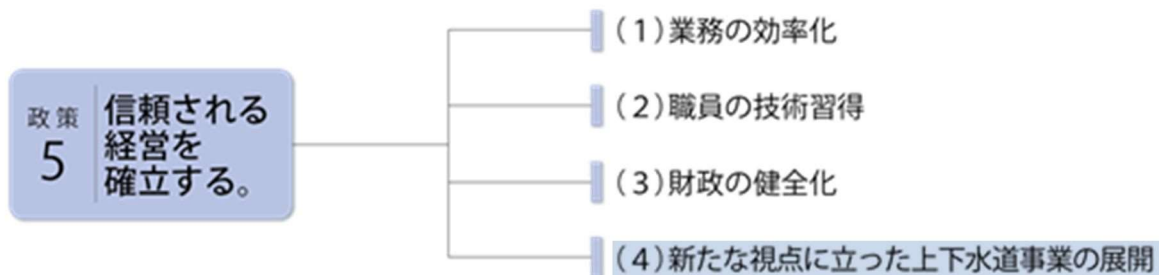 政策
5
信頼される
経営を
確立する。
(1)業務の効率化
(2)職員の技術習得
(3)財政の健全化
(4)新たな視点に立った上下水道事業の展開